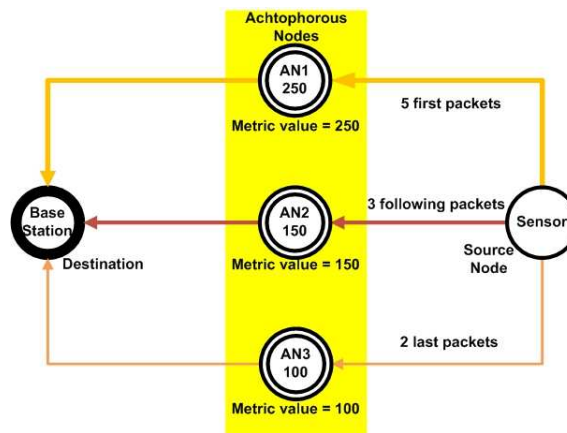 Achtophorous
Nodes
AN1
250
Metric value = 250
5 first packets
Base
Station
Destination
AN2
150
Metric value = 150
3 following packets
Sensor
Source
Node
AN3
100
Metric value = 100
2 last packets